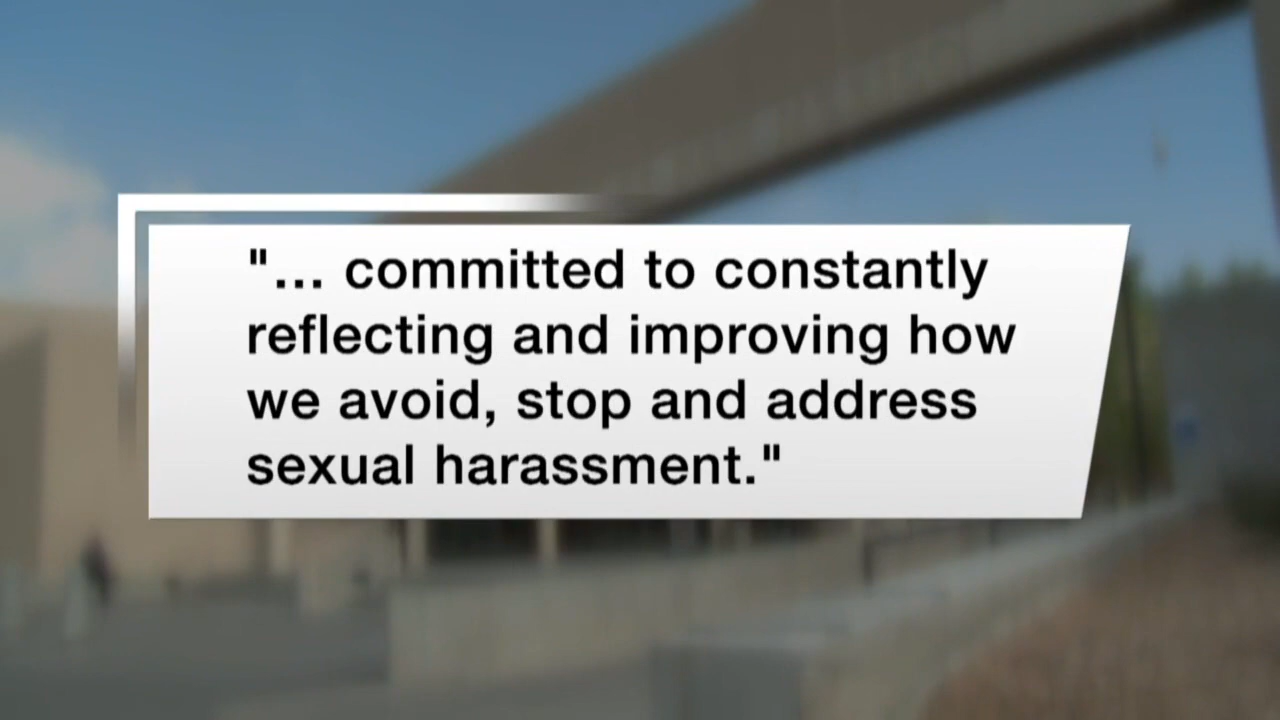 "... committed to constantly
reflecting and improving how
we avoid, stop and address
sexual harassment."